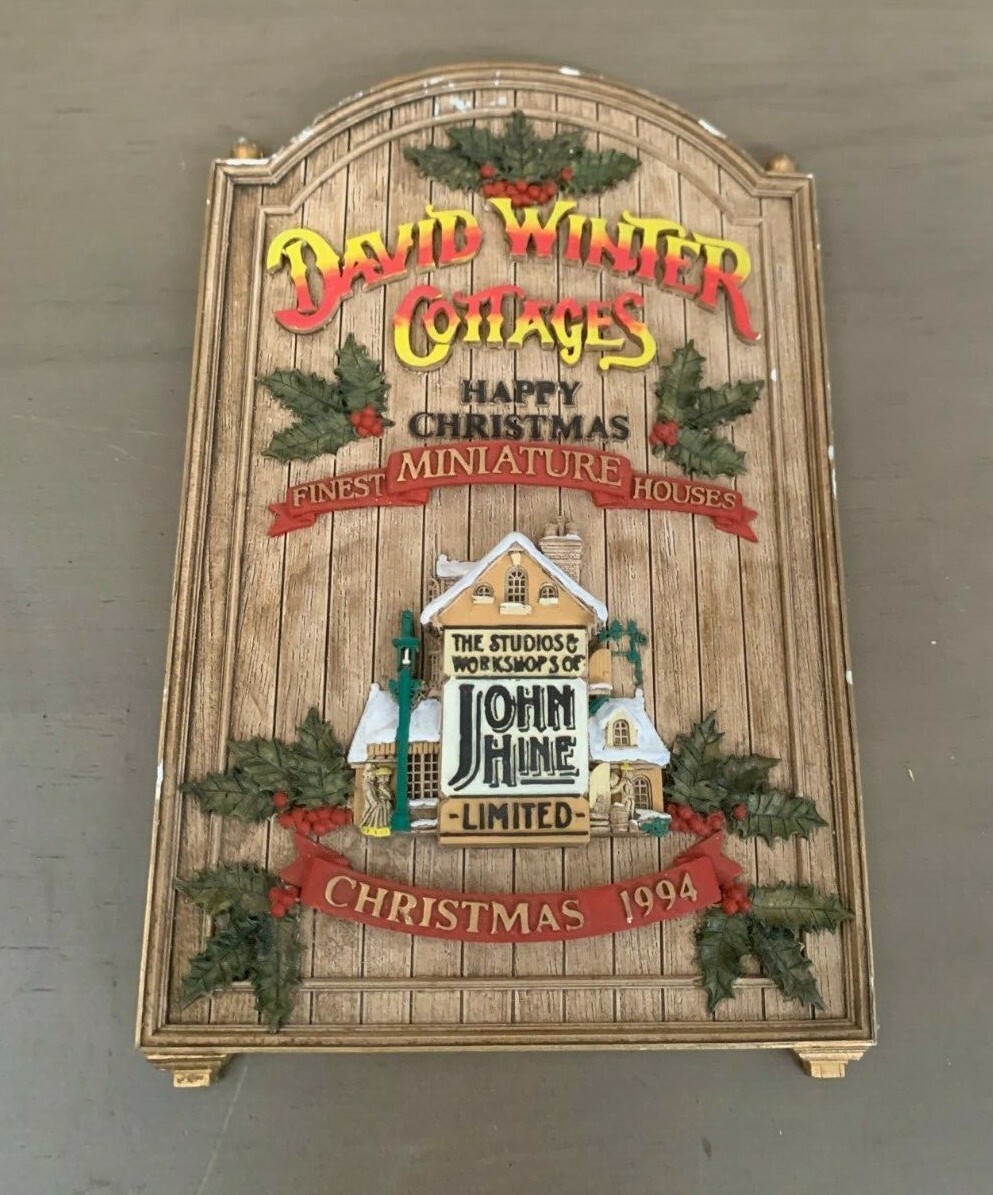 DAVID WINTER
COTTAGES
HAPPY
CHRISTMAS
FINEST MINIATURE HOUSES
THE STUDIOS &
WORKSHOPS OF
JOHN
HINE
-LIMITED-
CHRISTMAS 1994